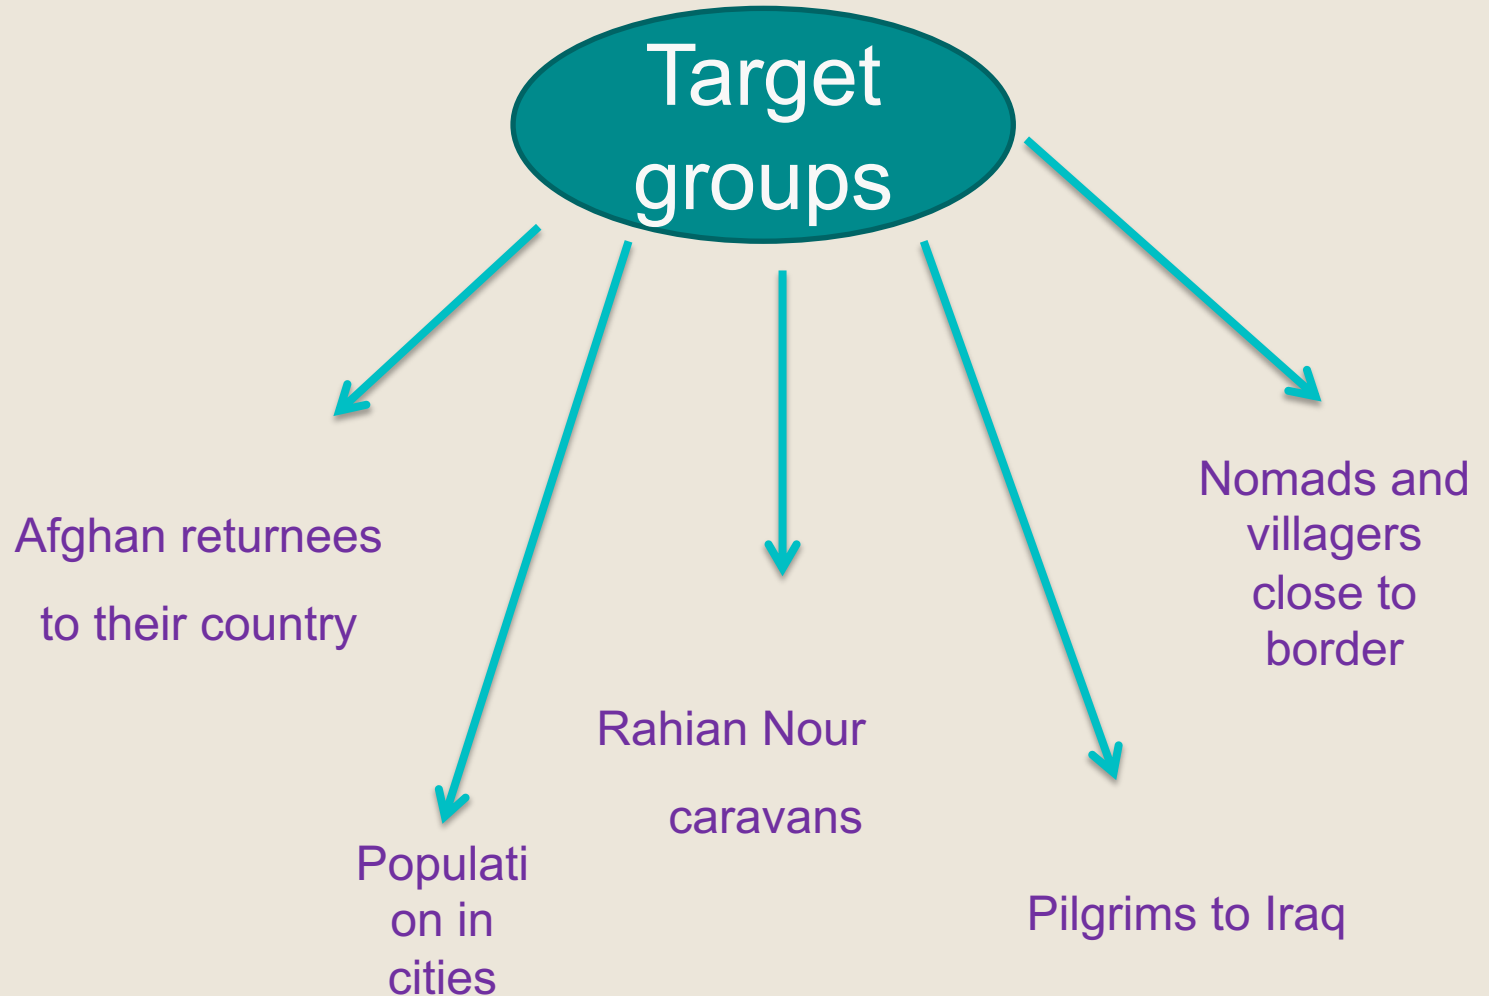 Target
groups
Afghan returnees
to their country
Populati
on in
cities
Rahian Nour
caravans
Pilgrims to Iraq
Nomads and
villagers
close to
border